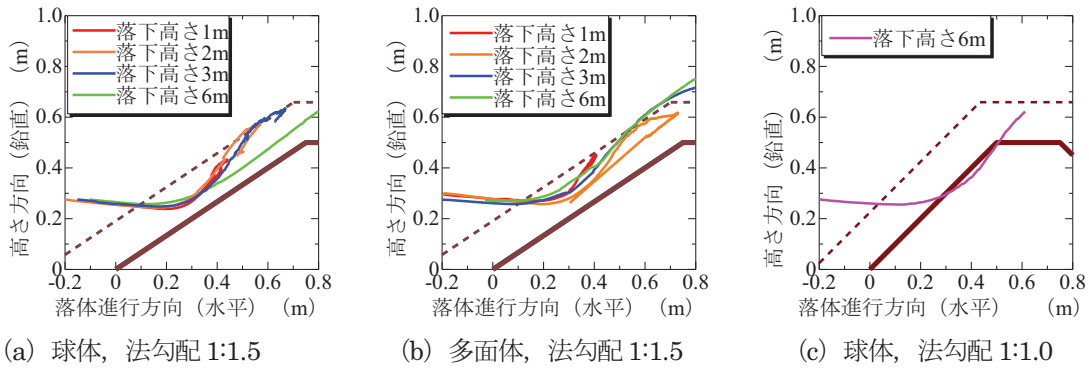 高さ方向（鉛直）（m）
1.0
0.8
0.6
0.4
0.2
0
落下高さ1m
落下高さ2m
落下高さ3m
落下高さ6m
-0.2 0 0.2 0.4 0.6 0.8
落体進行方向（水平）（m）
(a) 球体，法勾配 1:1.5
高さ方向（鉛直）（m）
1.0
0.8
0.6
0.4
0.2
0
落下高さ1m
落下高さ2m
落下高さ3m
落下高さ6m
-0.2 0 0.2 0.4 0.6 0.8
落体進行方向（水平）（m）
(b) 多面体，法勾配 1:1.5
高さ方向（鉛直）（m）
1.0
0.8
0.6
0.4
0.2
0
落下高さ6m
-0.2 0 0.2 0.4 0.6 0.8
落体進行方向（水平）（m）
(c) 球体，法勾配 1:1.0